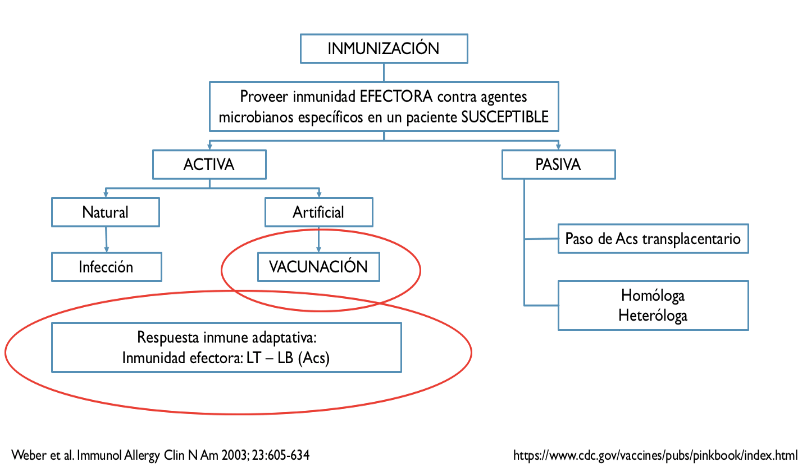 INMUNIZACIÓN
Proveer inmunidad EFECTORA contra agentes
microbianos específicos en un paciente SUSCEPTIBLE
ACTIVA
PASIVA
Natural
Artificial
Paso de Acs transplacentario
Infección
VACUNACIÓN
Homóloga
Heteróloga
Respuesta inmune adaptativa:
Inmunidad efectora: LT – LB (Acs)
Weber et al. Immunol Allergy Clin N Am 2003; 23:605-634
https://www.cdc.gov/vaccines/pubs/pinkbook/index.html